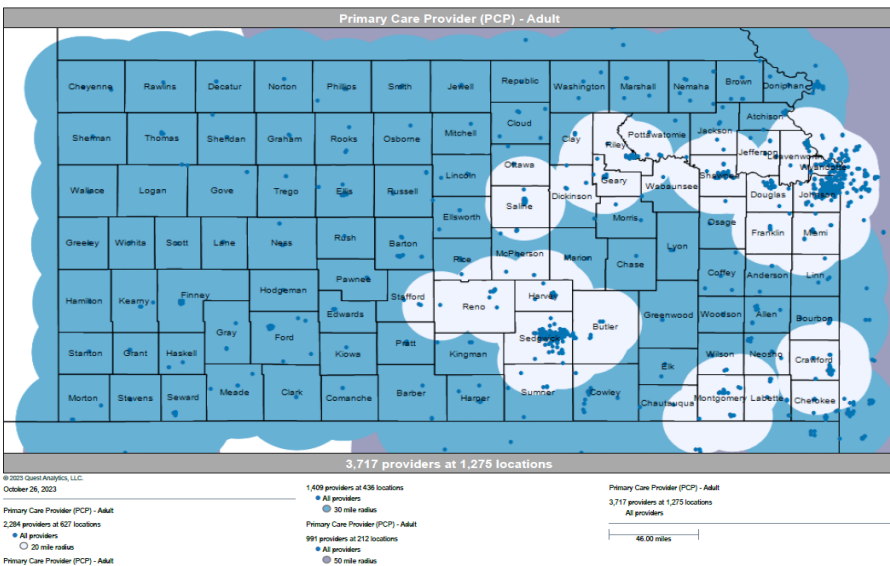 Primary Care Provider (PCP) - Adult
Cheyenne Rawlins Decatur Norton Phillips Smith Jewell Republic Washington Marshall Nemaha Brown Doniphan
Sherman Thomas Sheridan Graham Rooks Osborne Mitchell Cloud Clay Riley Pottawatomie Jackson Atchison
Jefferson Leavenworth Wyandotte
Wallace Logan Gove Trego Ellis Russell Lincoln Ottawa Saline Dickinson Geary Wabaunsee Shawnee Douglas Johnson
Ellsworth Morris Osage Franklin Miami
Greeley Wichita Scott Lane Ness Rush Barton Rice McPherson Marion Chase Lyon
Hamilton Kearny Finney Hodgeman Pawnee Stafford Reno Harvey Coffey Anderson Linn
Gray Ford Edwards Sedgwick Butler Greenwood Woodson Allen Bourbon
Stanton Grant Haskell Kiowa Pratt Kingman Elk Wilson Neosho Crawford
Morton Stevens Seward Meade Clark Comanche Barber Harper Sumner Cowley Chautauqua Montgomery Labette Cherokee
3,717 providers at 1,275 locations
© 2023 Quest Analytics, LLC.
October 26, 2023
Primary Care Provider (PCP) - Adult
2,284 providers at 627 locations
All providers
20 mile radius
Primary Care Provider (PCP) - Adult
1,409 providers at 436 locations
All providers
30 mile radius
Primary Care Provider (PCP) - Adult
991 providers at 212 locations
All providers
50 mile radius
Primary Care Provider (PCP) - Adult
3,717 providers at 1,275 locations
All providers
46.00 miles